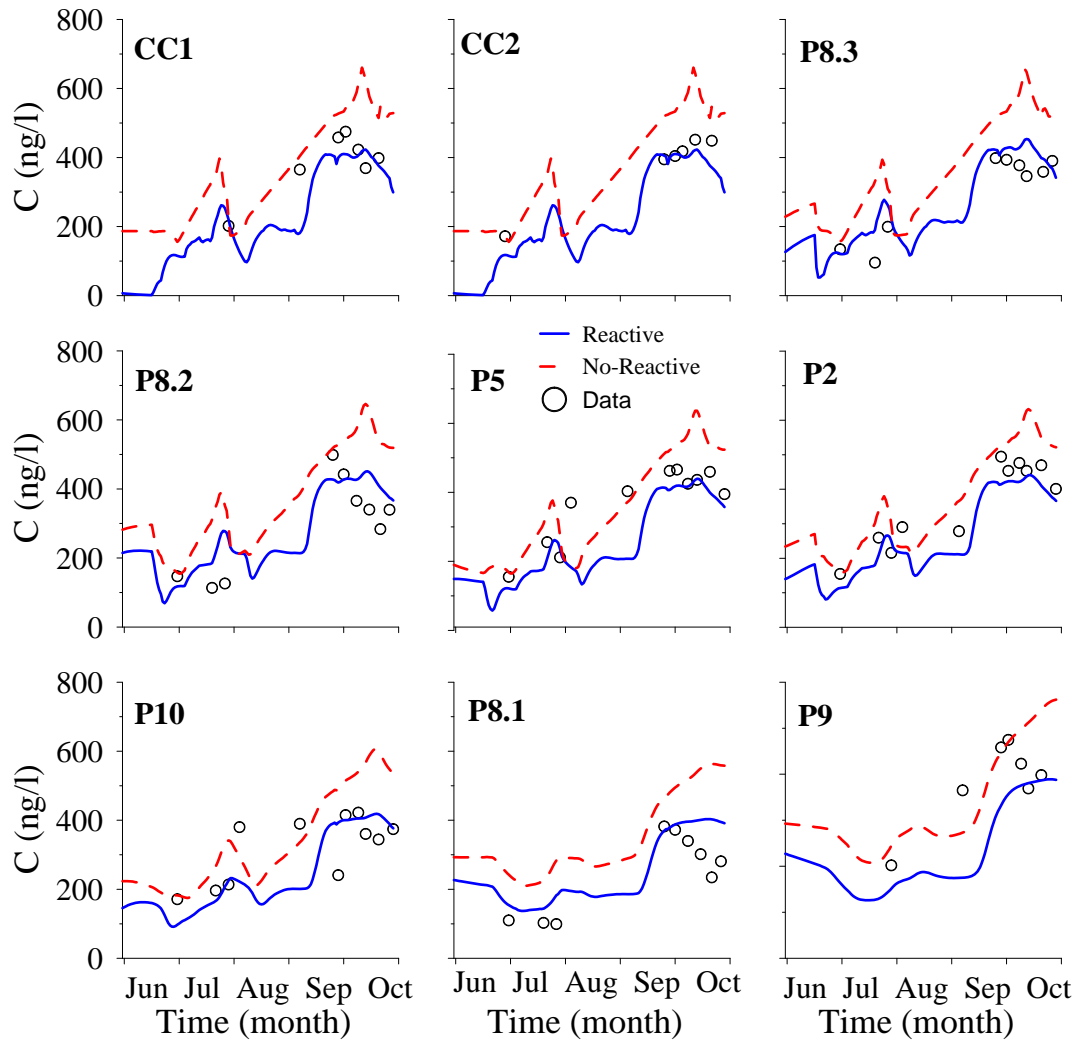 800
600
400
200
0
C (ng/l)
CC1
CC2
P8.3
800
600
400
200
0
C (ng/l)
P8.2
P5
P2
Reactive
No-Reactive
Data
800
600
400
200
0
C (ng/l)
P10
P8.1
P9
Jun Jul Aug Sep Oct
Jun Jul Aug Sep Oct
Jun Jul Aug Sep Oct
Time (month)
Time (month)
Time (month)